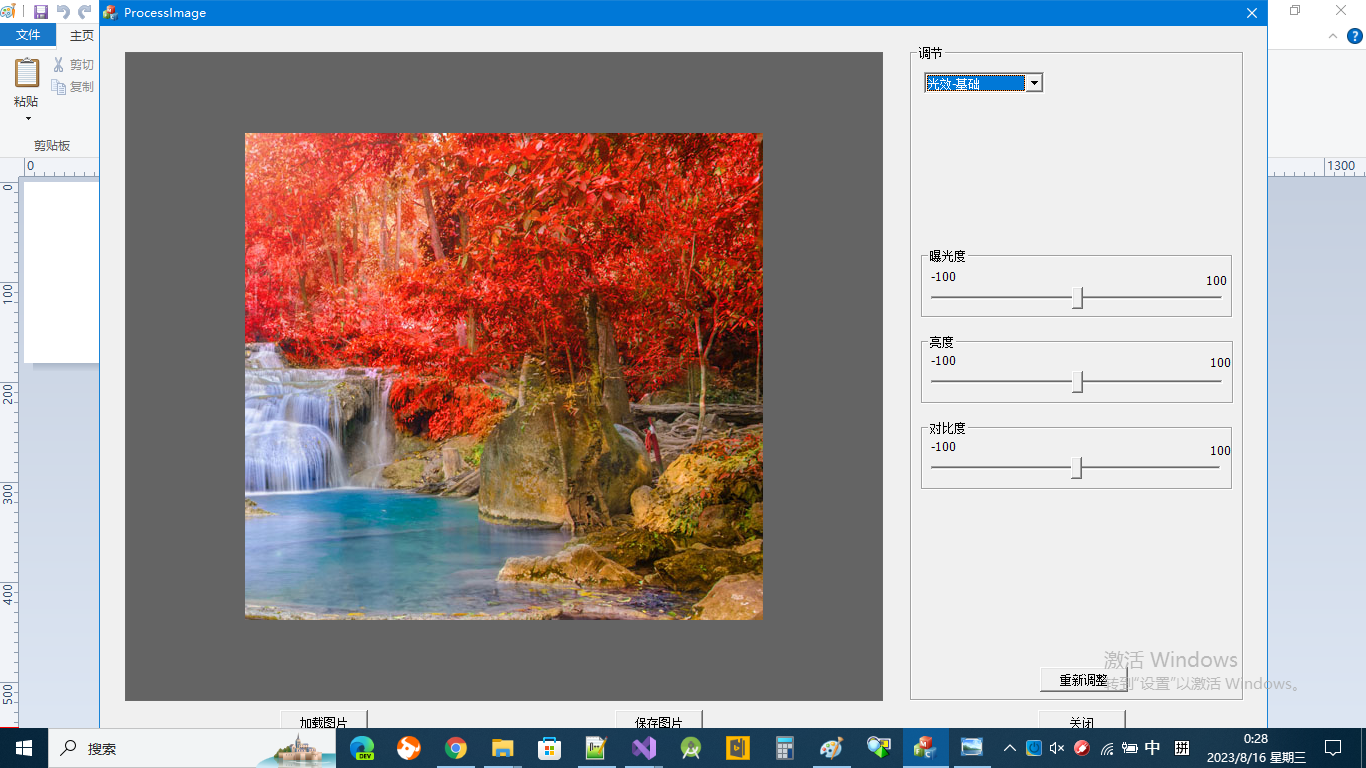 ProcessImage
文件
主页
剪切
复制
粘贴
剪贴板
0
1300
0
100
200
300
400
500
调节
光效-基础
曝光度
-100
100
亮度
-100
100
对比度
-100
100
重新调整
激活 Windows
转到"设置"以激活 Windows。
加载图片
保存图片
关闭
搜索
DEV
中
拼
0:28
2023/8/16 星期三